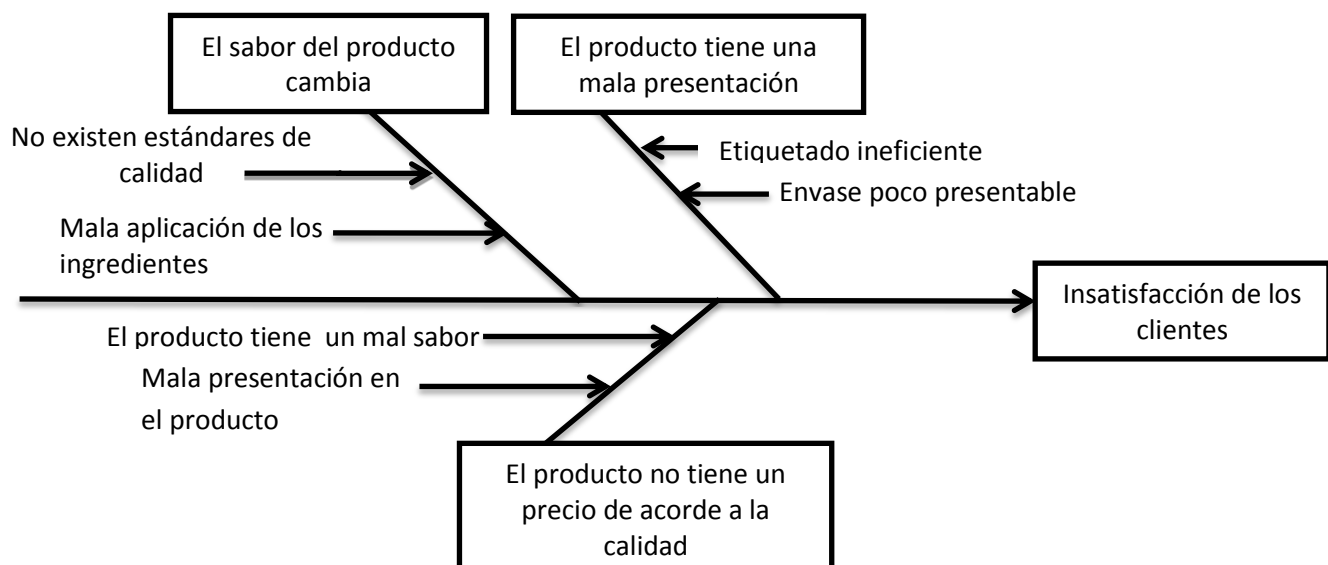 El sabor del producto
cambia
El producto tiene una
mala presentación
No existen estándares de
calidad
Etiquetado ineficiente
Envase poco presentable
Mala aplicación de los
ingredientes
Insatisfacción de los
clientes
El producto tiene un mal sabor
Mala presentación en
el producto
El producto no tiene un
precio de acorde a la
calidad